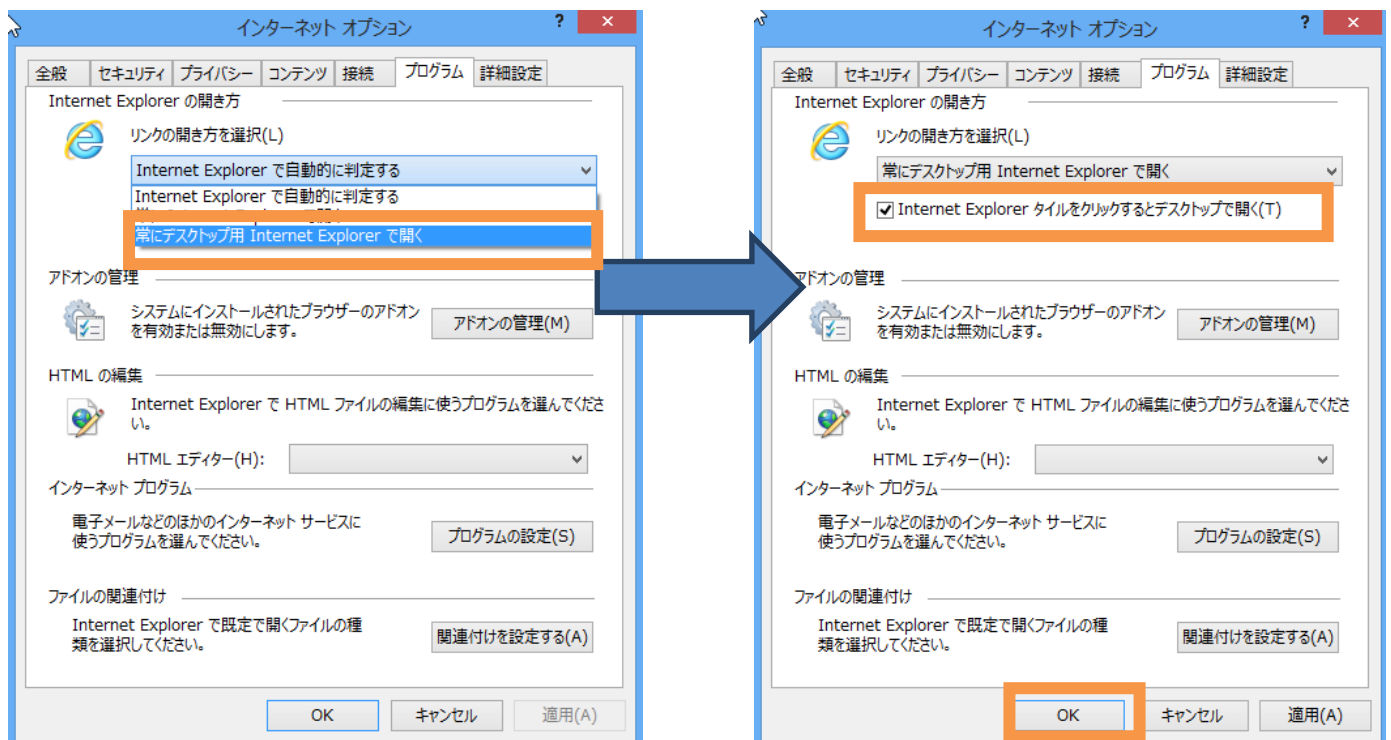 インターネット オプション
?
×
全般
セキュリティ
プライバシー
コンテンツ
接続
プログラム
詳細設定
Internet Explorer の開き方
リンクの開き方を選択(L)
Internet Explorer で自動的に判定する
Internet Explorer で自動的に判定する
常にデスクトップ用 Internet Explorer で開く
アドオンの管理
システムにインストールされたブラウザーのアドオン
を有効または無効にします。
アドオンの管理(M)
HTML の編集
Internet Explorer で HTML ファイルの編集に使うプログラムを選んでくださ
い。
HTML エディター(H):
インターネット プログラム
電子メールなどのほかのインターネット サービスに
使うプログラムを選んでください。
プログラムの設定(S)
ファイルの関連付け
Internet Explorer で既定で開くファイルの種
類を選択してください。
関連付けを設定する(A)
OK
キャンセル
適用(A)
インターネット オプション
?
×
全般
セキュリティ
プライバシー
コンテンツ
接続
プログラム
詳細設定
Internet Explorer の開き方
リンクの開き方を選択(L)
常にデスクトップ用 Internet Explorer で開く
Internet Explorer タイルをクリックするとデスクトップで開く(T)
アドオンの管理
システムにインストールされたブラウザーのアドオン
を有効または無効にします。
アドオンの管理(M)
HTML の編集
Internet Explorer で HTML ファイルの編集に使うプログラムを選んでくださ
い。
HTML エディター(H):
インターネット プログラム
電子メールなどのほかのインターネット サービスに
使うプログラムを選んでください。
プログラムの設定(S)
ファイルの関連付け
Internet Explorer で既定で開くファイルの種
類を選択してください。
関連付けを設定する(A)
OK
キャンセル
適用(A)